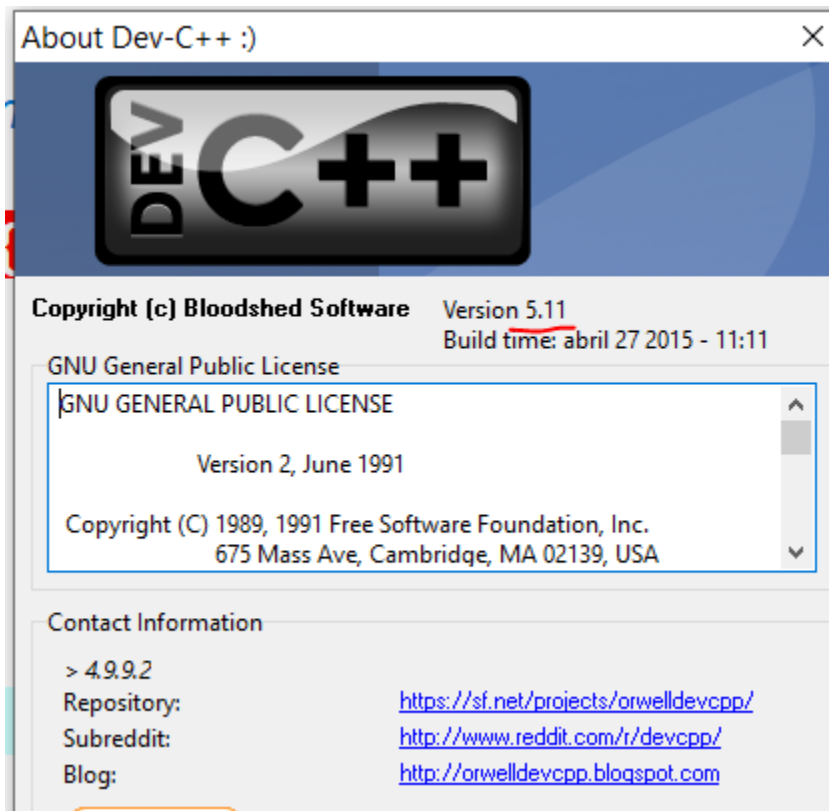 About Dev-C++ :)
DEV C++
Copyright (c) Bloodshed Software
Version 5.11
Build time: abril 27 2015 - 11:11
GNU General Public License
GNU GENERAL PUBLIC LICENSE
Version 2, June 1991
Copyright (C) 1989, 1991 Free Software Foundation, Inc.
675 Mass Ave, Cambridge, MA 02139, USA
Contact Information
> 4.9.9.2
Repository: https://sf.net/projects/orwelldevcpp/
Subreddit: http://www.reddit.com/r/devcpp/
Blog: http://orwelldevcpp.blogspot.com